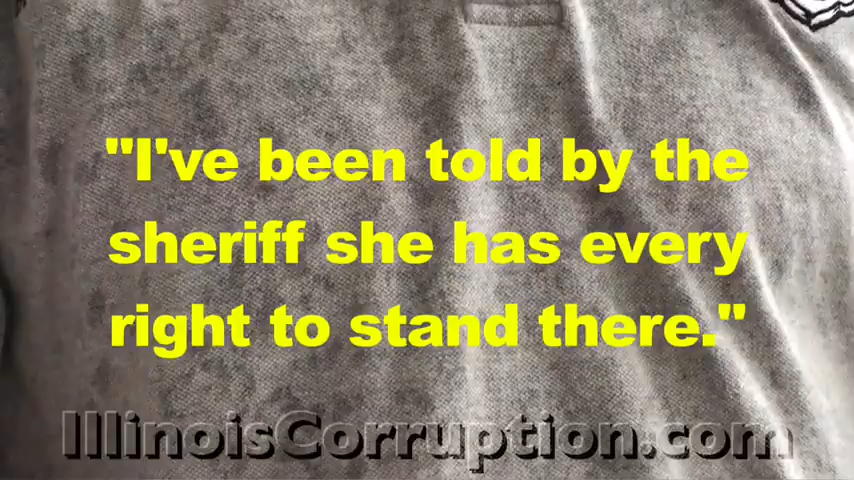 "I've been told by the
sheriff she has every
right to stand there."
IllinoisCorruption.com